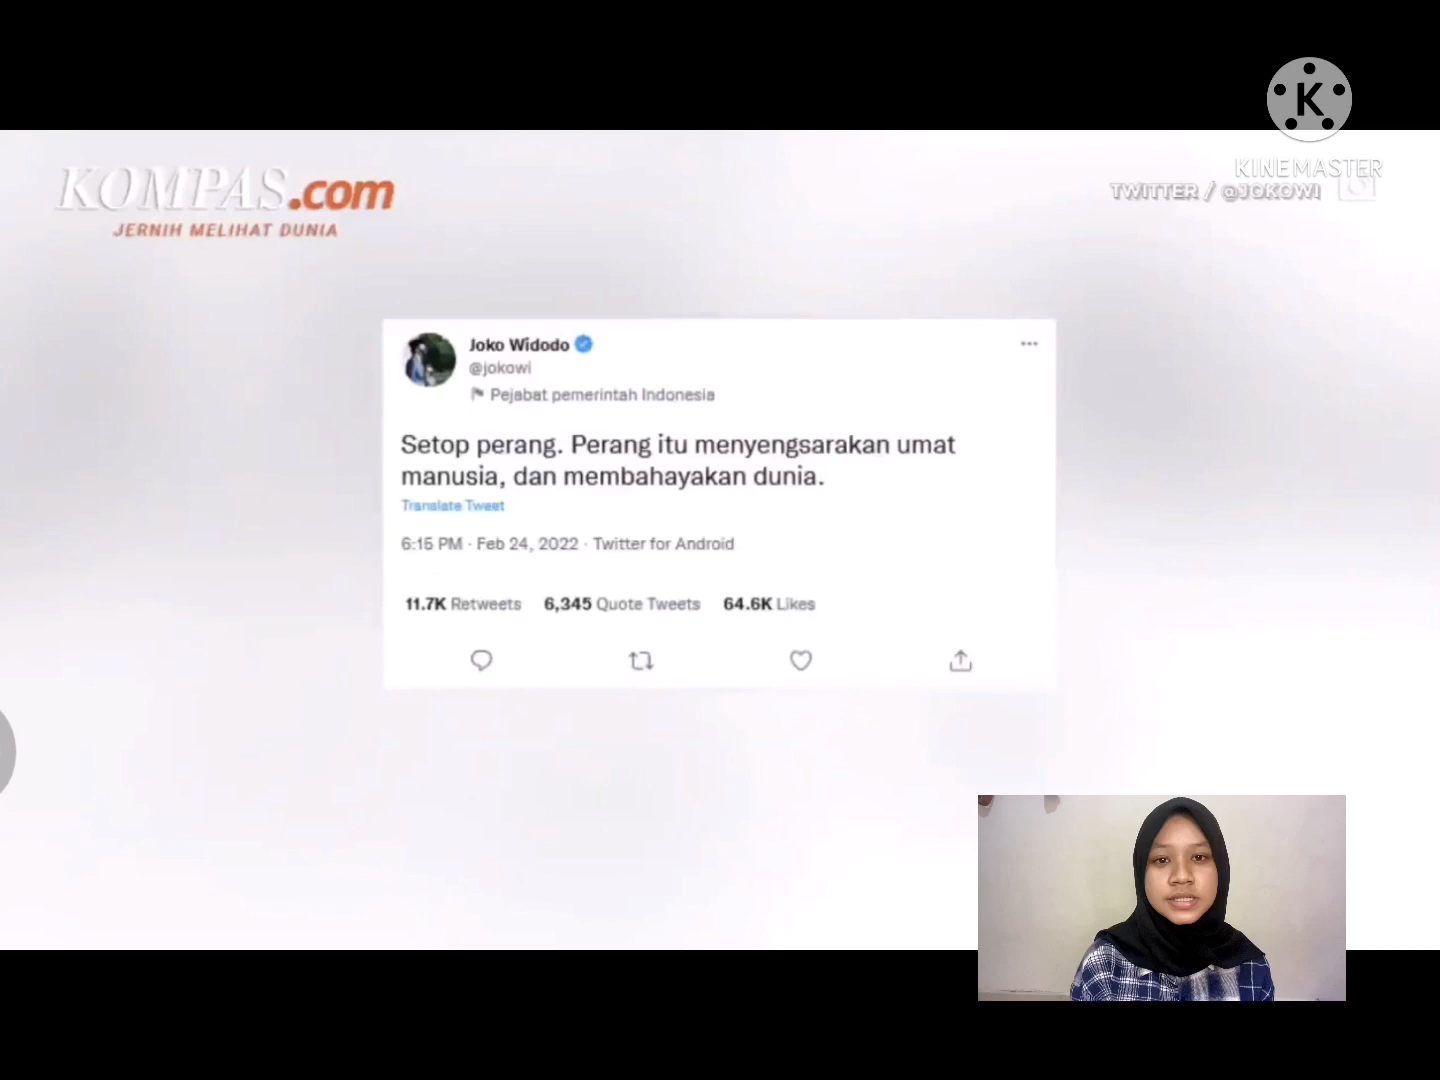 K
KINEMASTER
KOMPAS.com
JERNIH MELIHAT DUNIA
TWITTER / @JOKOWI
Joko Widodo
@jokowi
Pejabat pemerintah Indonesia
Setop perang. Perang itu menyengsarakan umat
manusia, dan membahayakan dunia.
Translate Tweet
6:15 PM · Feb 24, 2022 · Twitter for Android
11.7K Retweets 6,345 Quote Tweets 64.6K Likes